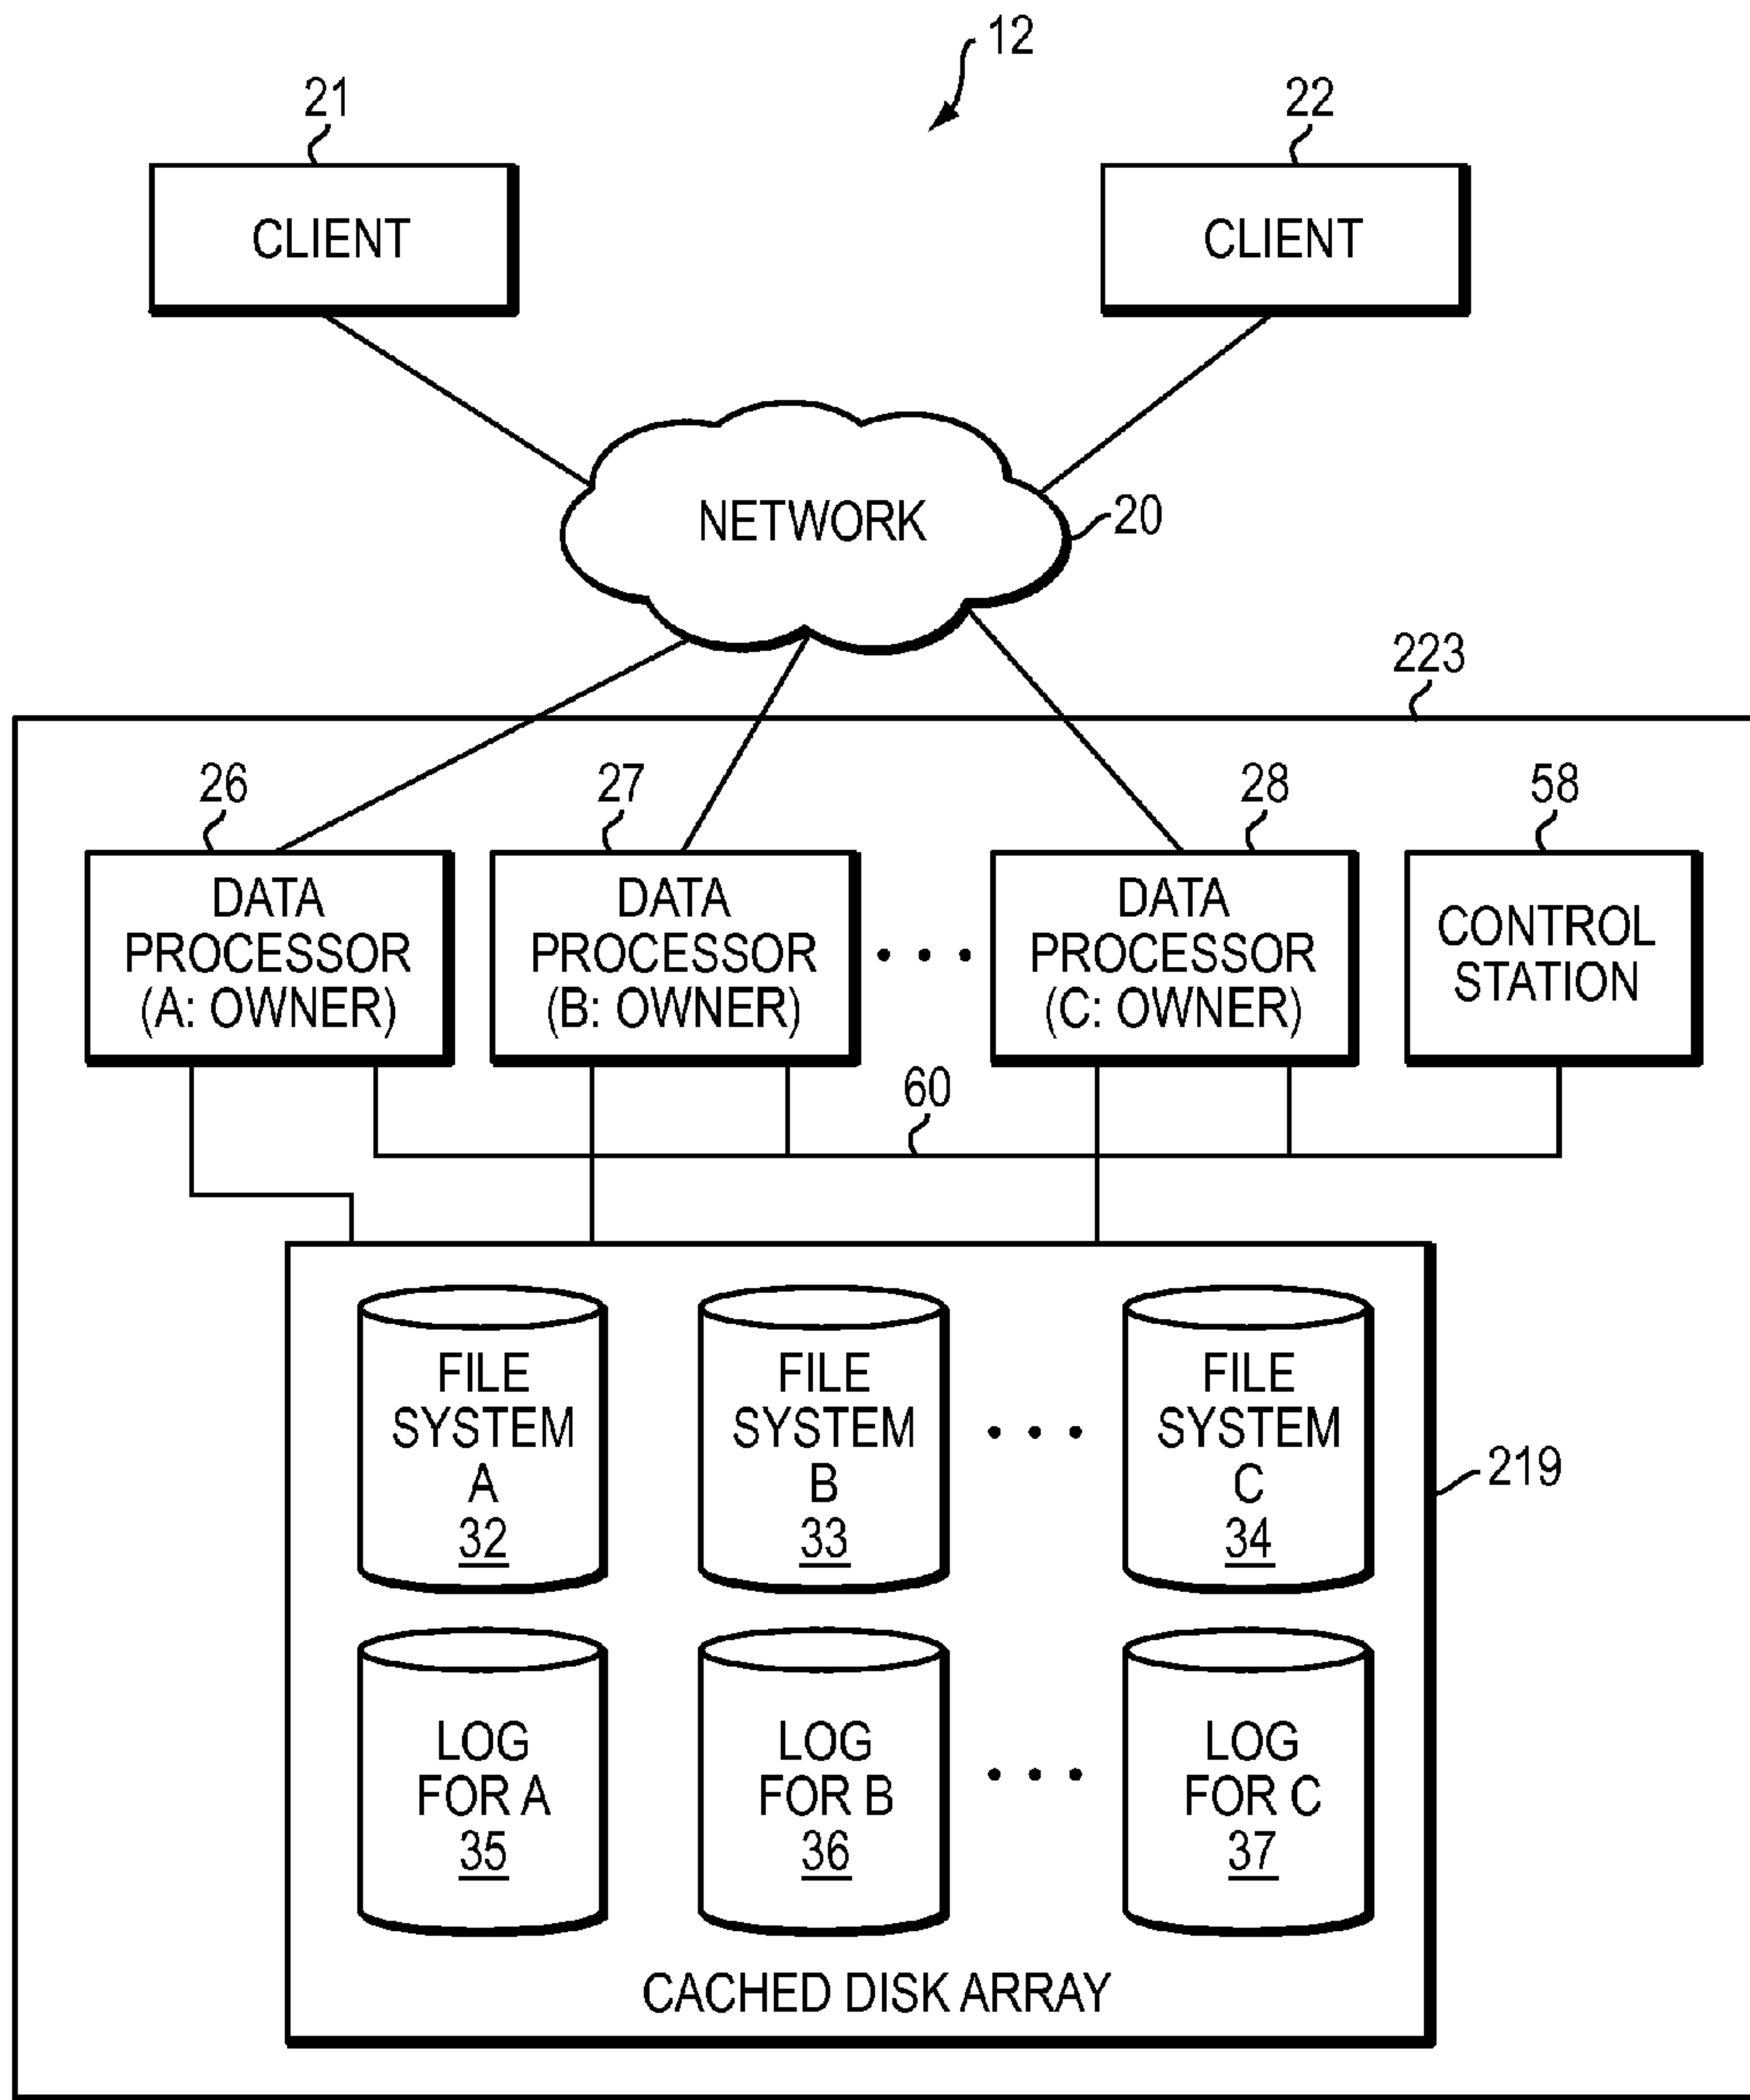 12
21
22
CLIENT
CLIENT
NETWORK
20
223
26
27
28
58
DATA
PROCESSOR
(A: OWNER)
DATA
PROCESSOR
(B: OWNER)
DATA
PROCESSOR
(C: OWNER)
CONTROL
STATION
60
FILE
SYSTEM
A
32
FILE
SYSTEM
B
33
FILE
SYSTEM
C
34
219
LOG
FOR A
35
LOG
FOR B
36
LOG
FOR C
37
CACHED DISK ARRAY